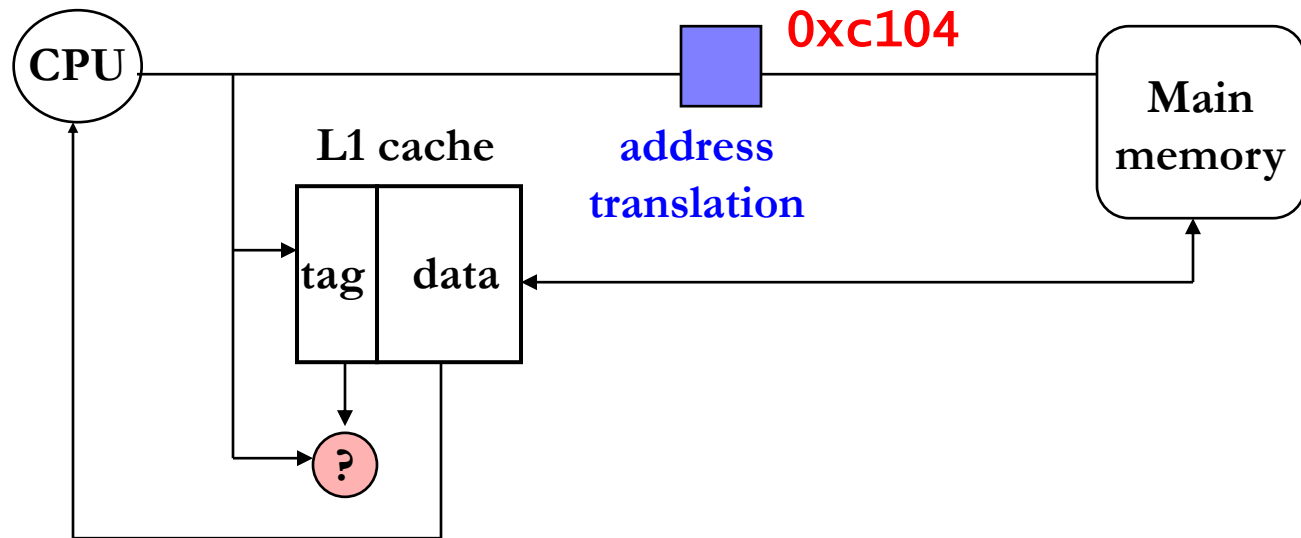 0xc104
CPU
Main
memory
L1 cache
address
translation
tag
data
?